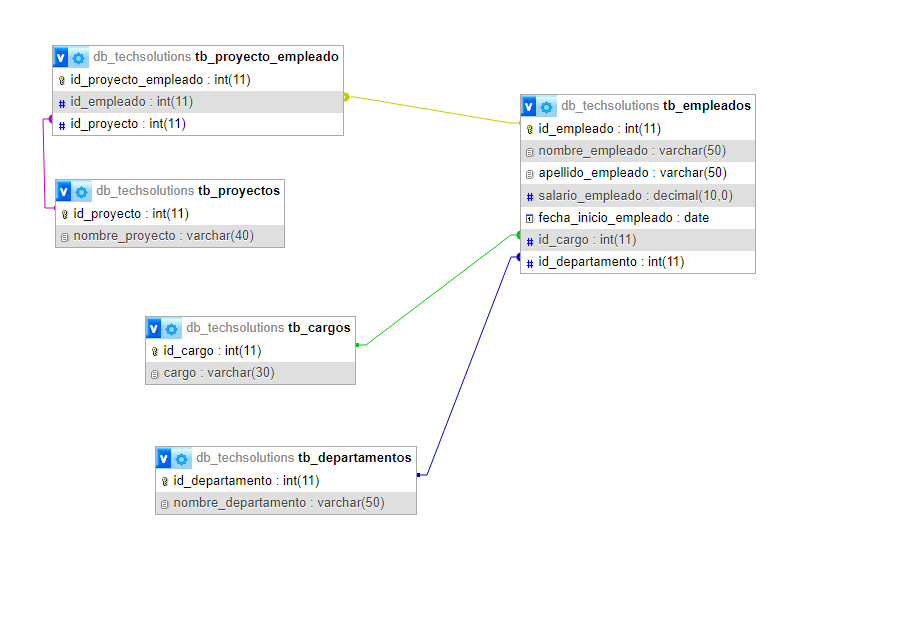 db_techsolutions tb_proyecto_empleado
id_proyecto_empleado : int(11)
id_empleado : int(11)
id_proyecto : int(11)
db_techsolutions tb_proyectos
id_proyecto : int(11)
nombre_proyecto : varchar(40)
db_techsolutions tb_empleados
id_empleado : int(11)
nombre_empleado : varchar(50)
apellido_empleado : varchar(50)
salario_empleado : decimal(10,0)
fecha_inicio_empleado : date
id_cargo : int(11)
id_departamento : int(11)
db_techsolutions tb_cargos
id_cargo : int(11)
cargo : varchar(30)
db_techsolutions tb_departamentos
id_departamento : int(11)
nombre_departamento : varchar(50)